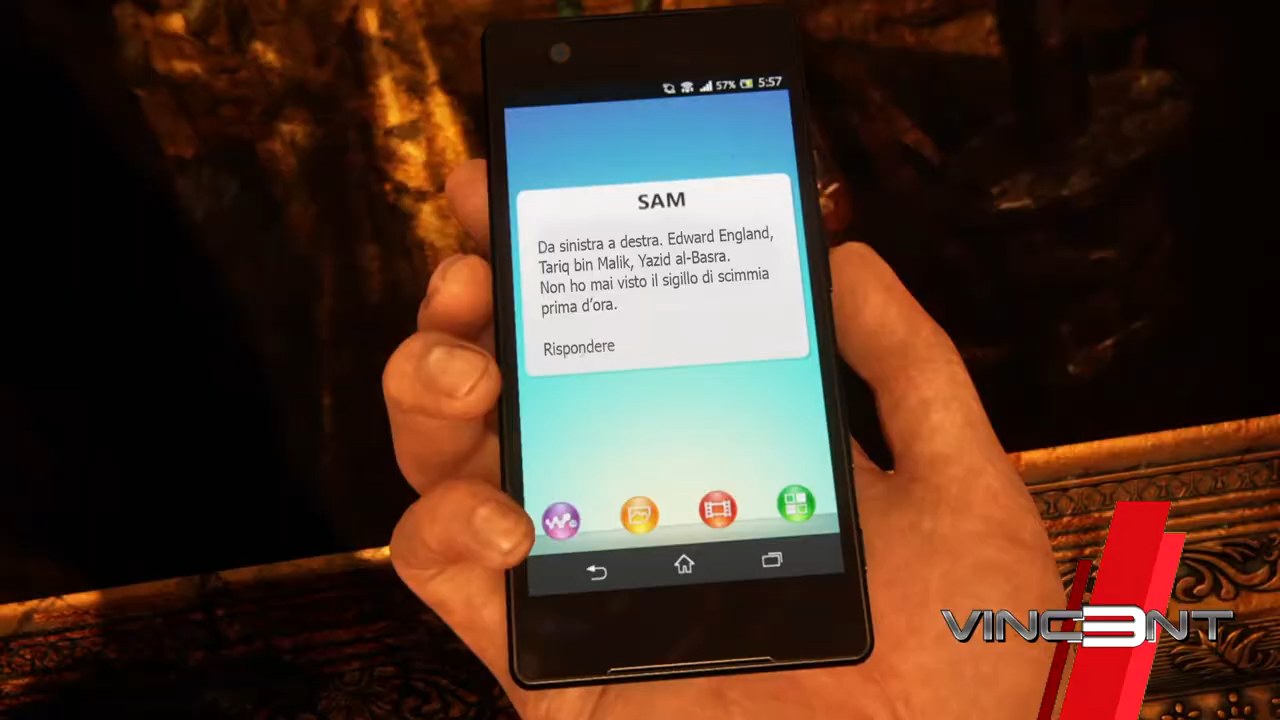 57% 5:57
SAM
Da sinistra a destra. Edward England,
Tariq bin Malik, Yazid al-Basra.
Non ho mai visto il sigillo di scimmia
prima d'ora.
Rispondere
VINC3NT